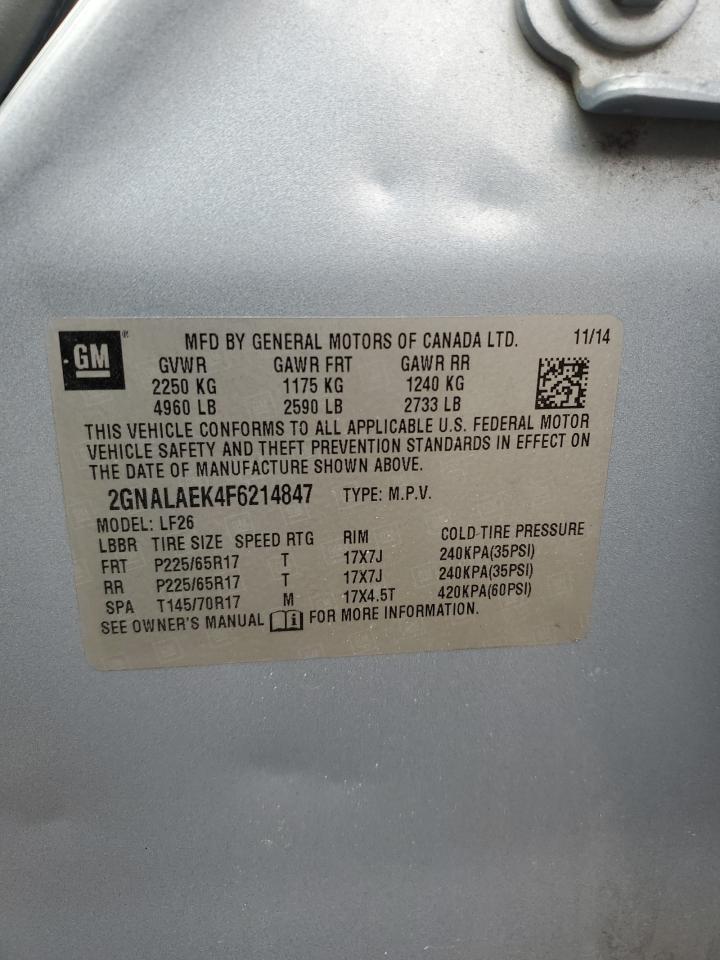 GM ® MFD BY GENERAL MOTORS OF CANADA LTD. 11/14
GVWR GAWR FRT GAWR RR
2250 KG 1175 KG 1240 KG
4960 LB 2590 LB 2733 LB
THIS VEHICLE CONFORMS TO ALL APPLICABLE U.S. FEDERAL MOTOR
VEHICLE SAFETY AND THEFT PREVENTION STANDARDS IN EFFECT ON
THE DATE OF MANUFACTURE SHOWN ABOVE.
2GNALAEK4F6214847 TYPE: M.P.V.
MODEL: LF26
LBBR TIRE SIZE SPEED RTG RIM COLD TIRE PRESSURE
FRT P225/65R17 T 17X7J 240KPA(35PSI)
RR P225/65R17 T 17X7J 240KPA(35PSI)
SPA T145/70R17 M 17X4.5T 420KPA(60PSI)
SEE OWNER'S MANUAL i FOR MORE INFORMATION.